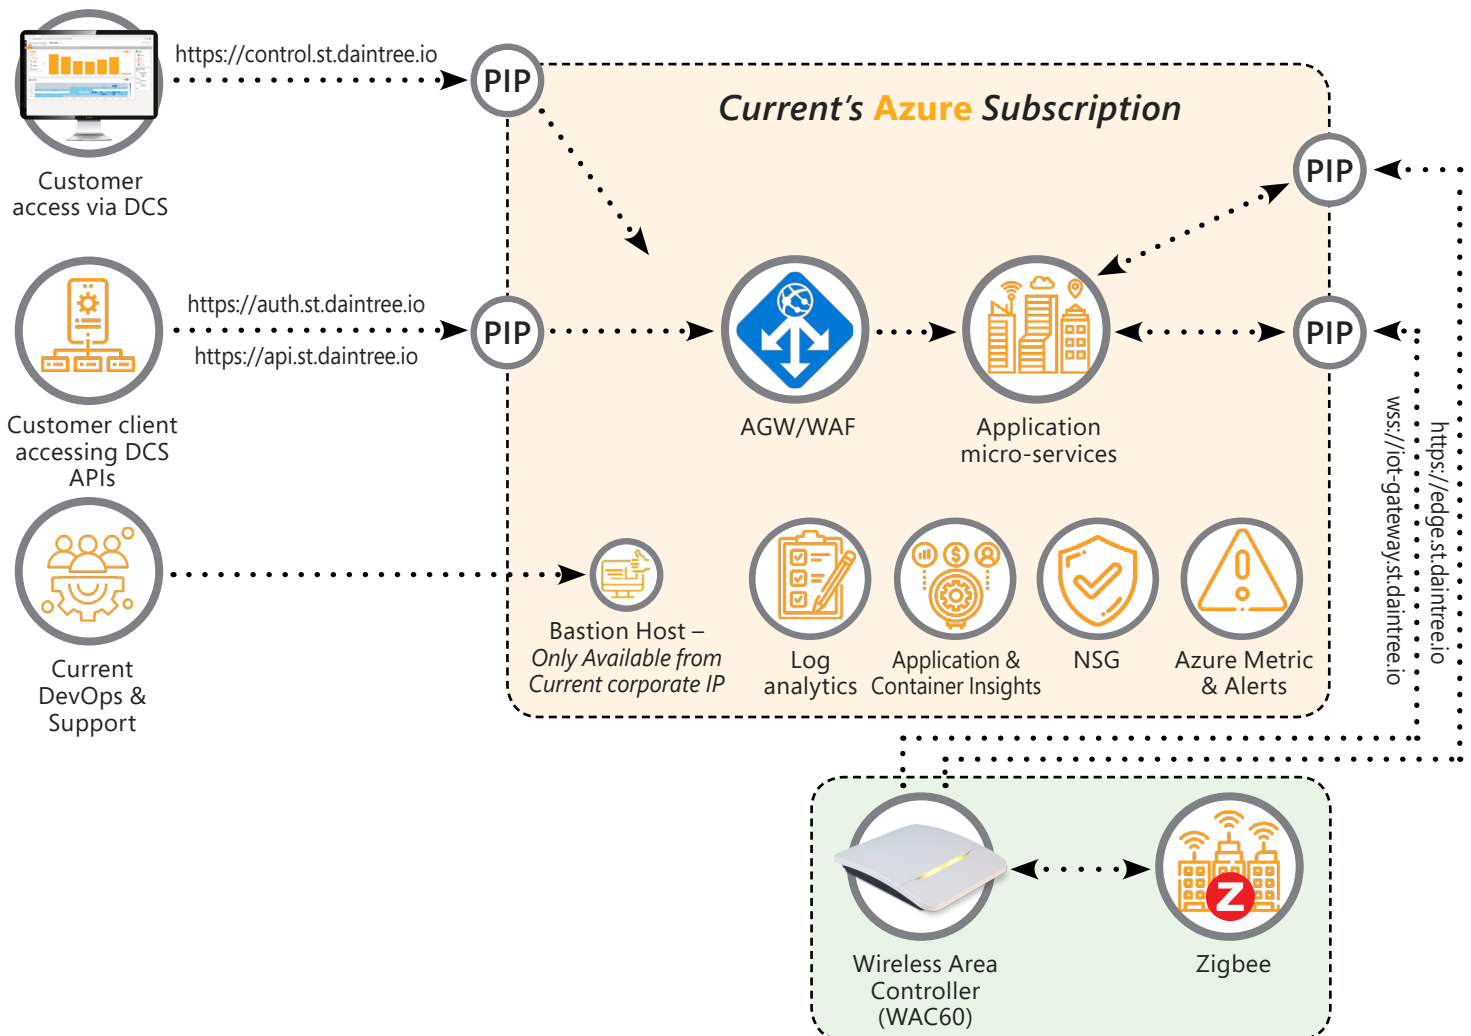 https://control.st.daintree.io
PIP
Current's Azure Subscription
PIP
Customer
access via DCS
https://auth.st.daintree.io
https://api.st.daintree.io
PIP
PIP
Customer client
accessing DCS
APIs
AGW/WAF
Application
micro-services
wss://iot-gateway.st.daintree.io
https://edge.st.daintree.io
Current
DevOps &
Support
Bastion Host –
Only Available from
Current corporate IP
Log
analytics
Application &
Container Insights
NSG
Azure Metric
& Alerts
Wireless Area
Controller
(WAC60)
Z
Zigbee